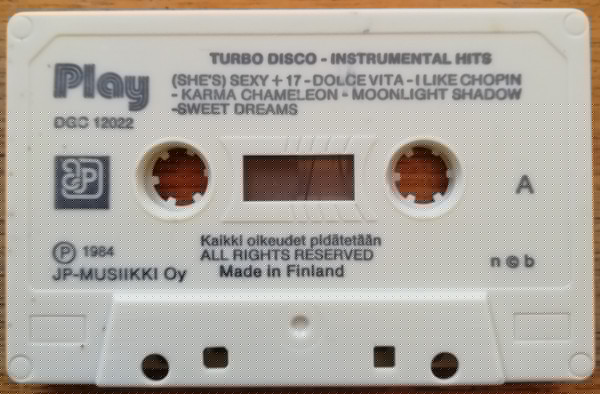 TURBO DISCO - INSTRUMENTAL HITS
Play
(SHE'S) SEXY + 17 - DOLCE VITA - I LIKE CHOPIN
- KARMA CHAMELEON - MOONLIGHT SHADOW
-SWEET DREAMS
DGC 12022
JP
A
Kaikki oikeudet pidätetään
ALL RIGHTS RESERVED
Made in Finland
Ⓟ 1984
JP-MUSIIKKI Oy
n©b